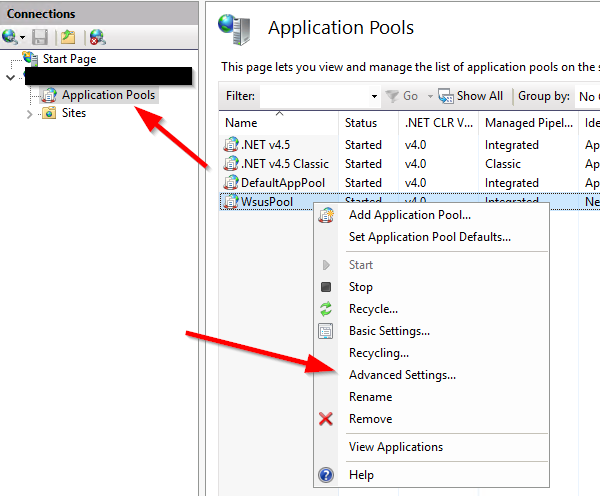 Connections
Start Page
Application Pools
Sites
Application Pools
This page lets you view and manage the list of application pools on the s
Filter: Go Show All Group by: No G
Name Status .NET CLR V... Managed Pipel... Ide
.NET v4.5 Started v4.0 Integrated Ap
.NET v4.5 Classic Started v4.0 Classic Ap
DefaultAppPool Started v4.0 Integrated Ap
WsusPool Started v4.0 Integrated Ne
Add Application Pool...
Set Application Pool Defaults...
Start
Stop
Recycle...
Basic Settings...
Recycling...
Advanced Settings...
Rename
Remove
View Applications
Help